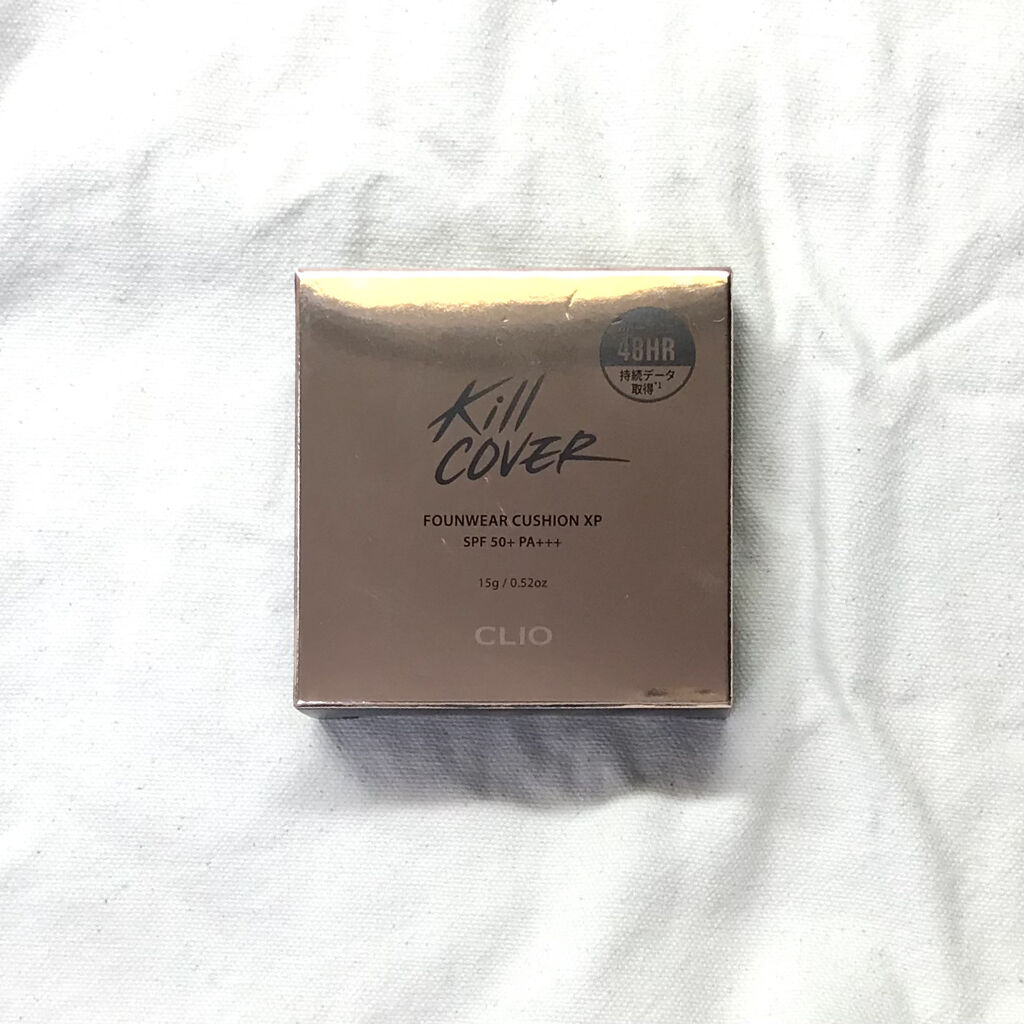 48HR
持続データ
取得*1
Kill
COVER
FOUNWEAR CUSHION XP
SPF 50+ PA+++
15g / 0.52oz
CLIO